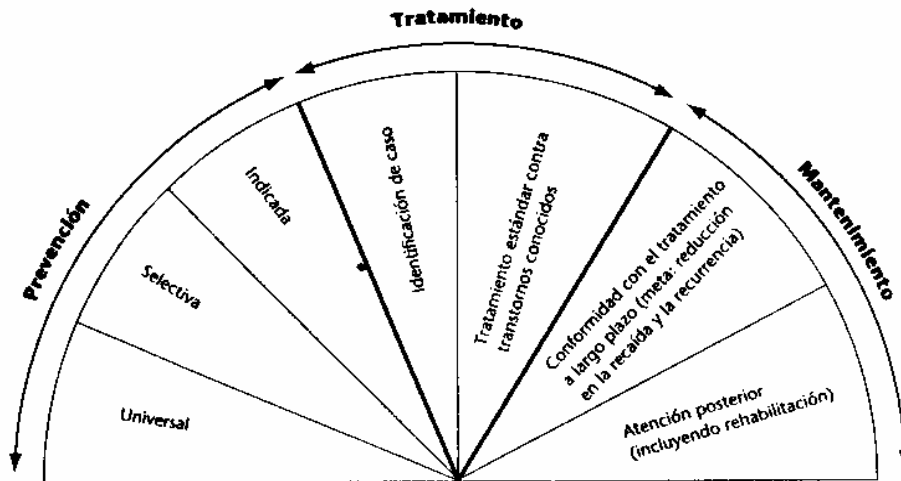 Tratamiento
Prevención
Mantenimiento
Universal
Selectiva
Indicada
Identificación de caso
Tratamiento estándar contra
transtornos conocidos
Conformidad con el tratamiento
a largo plazo (meta: reducción
en la recaída y la recurrencia)
Atención posterior
(incluyendo rehabilitación)